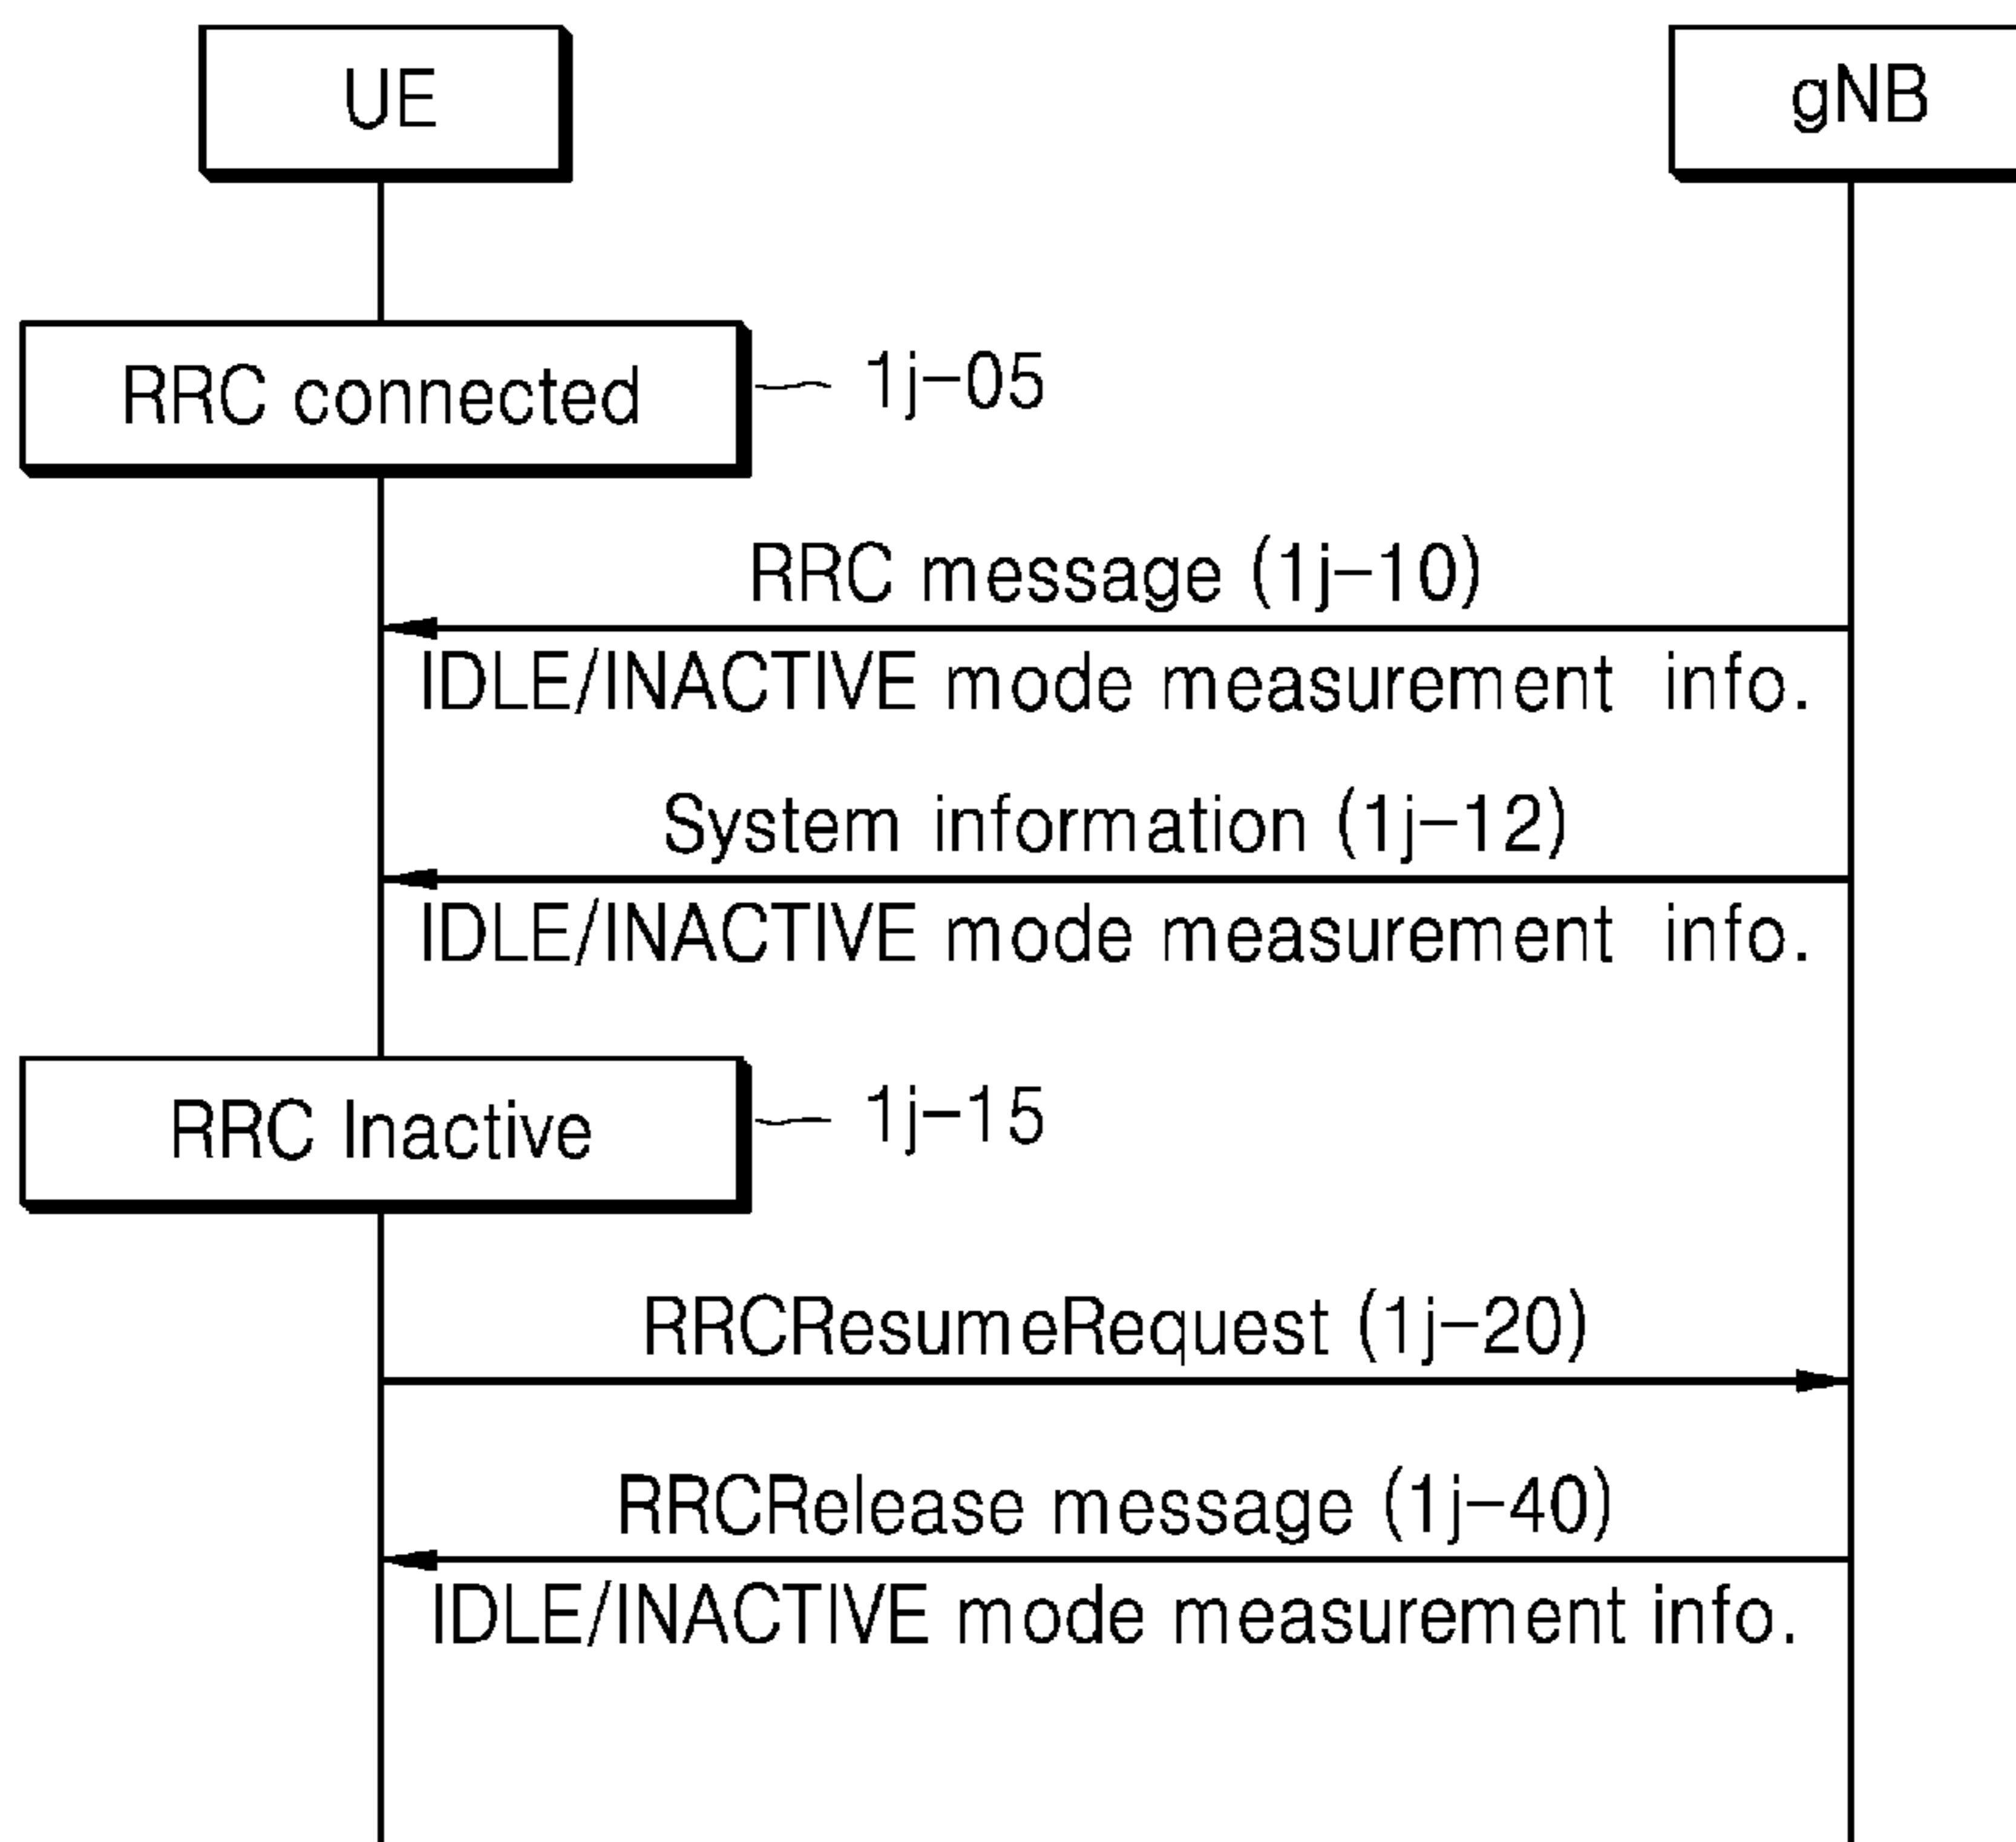 UE
gNB
RRC connected
1j-05
RRC message (1j-10)
IDLE/INACTIVE mode measurement info.
System information (1j-12)
IDLE/INACTIVE mode measurement info.
RRC Inactive
1j-15
RRCResumeRequest (1j-20)
RRCRelease message (1j-40)
IDLE/INACTIVE mode measurement info.